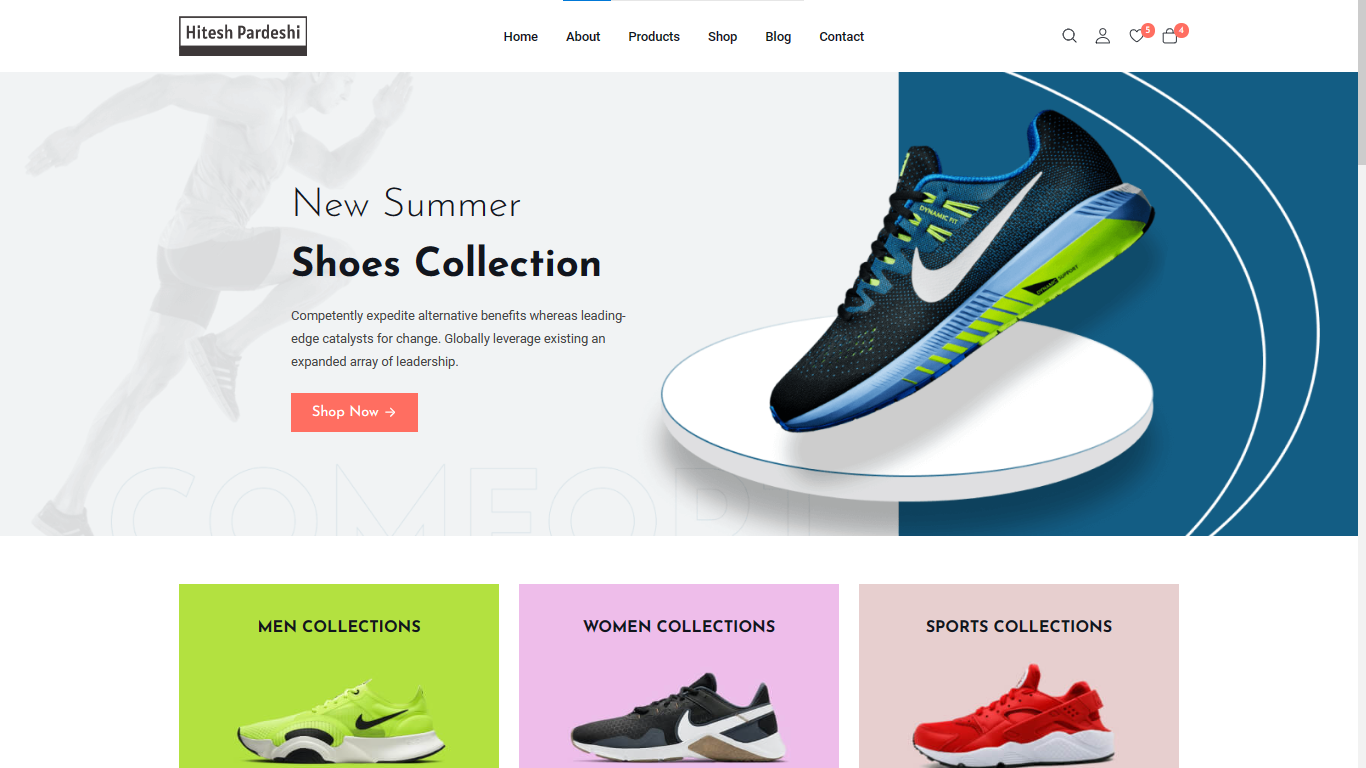 Hitesh Pardeshi
Home About Products Shop Blog Contact
5 4
New Summer
Shoes Collection
Competently expedite alternative benefits whereas leading-
edge catalysts for change. Globally leverage existing an
expanded array of leadership.
Shop Now →
DYNAMIC FIT
DYNAMIC SUPPORT
COMFORT
MEN COLLECTIONS
WOMEN COLLECTIONS
SPORTS COLLECTIONS